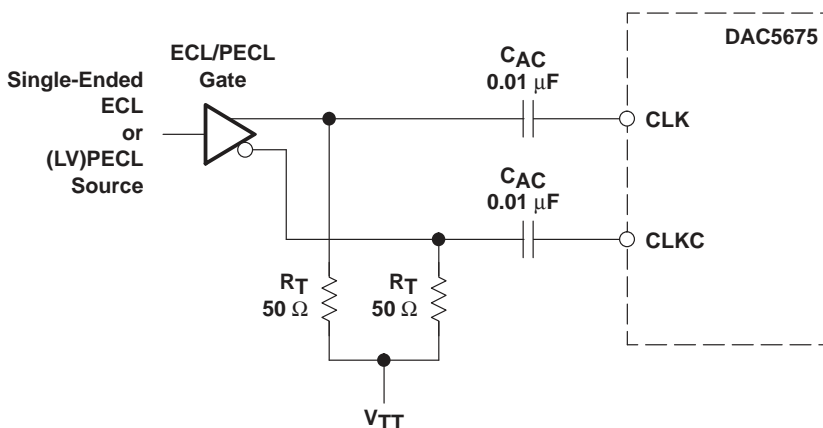 DAC5675
ECL/PECL
Gate
Single-Ended
ECL
or
(LV)PECL
Source
CAC
0.01 μF
CLK
CAC
0.01 μF
CLKC
RT
50 Ω
RT
50 Ω
VTT